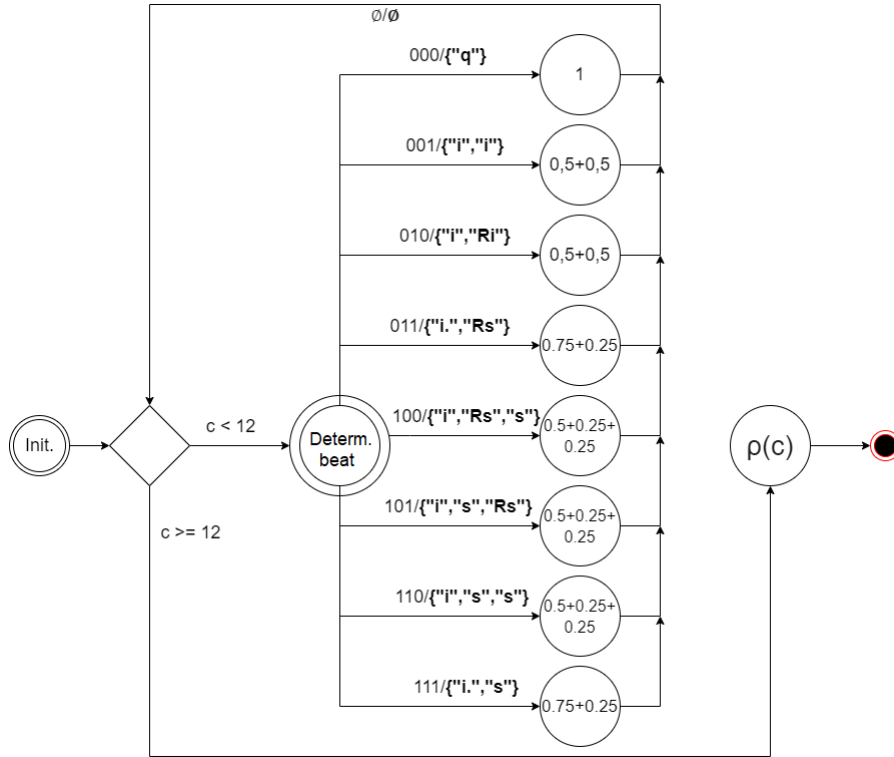 Ø/Ø
000/{"q"}
1
001/{"i","i"}
0,5+0,5
010/{"i","Ri"}
0,5+0,5
011/{"i.","Rs"}
0.75+0.25
Init.
c < 12
Determ.
beat
100/{"i","Rs","s"}
0.5+0.25+
0.25
ρ(c)
c >= 12
101/{"i","s","Rs"}
0.5+0.25+
0.25
110/{"i","s","s"}
0.5+0.25+
0.25
111/{"i.","s"}
0.75+0.25